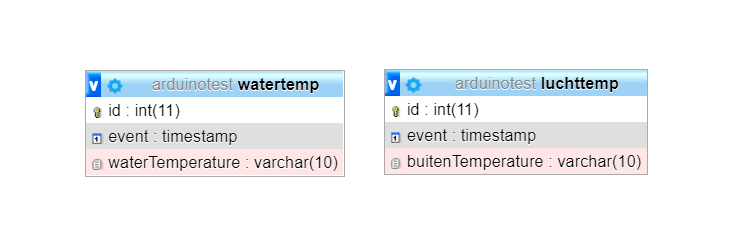 v arduinotest watertemp
id : int(11)
event : timestamp
waterTemperature : varchar(10)
v arduinotest luchttemp
id : int(11)
event : timestamp
buitenTemperature : varchar(10)